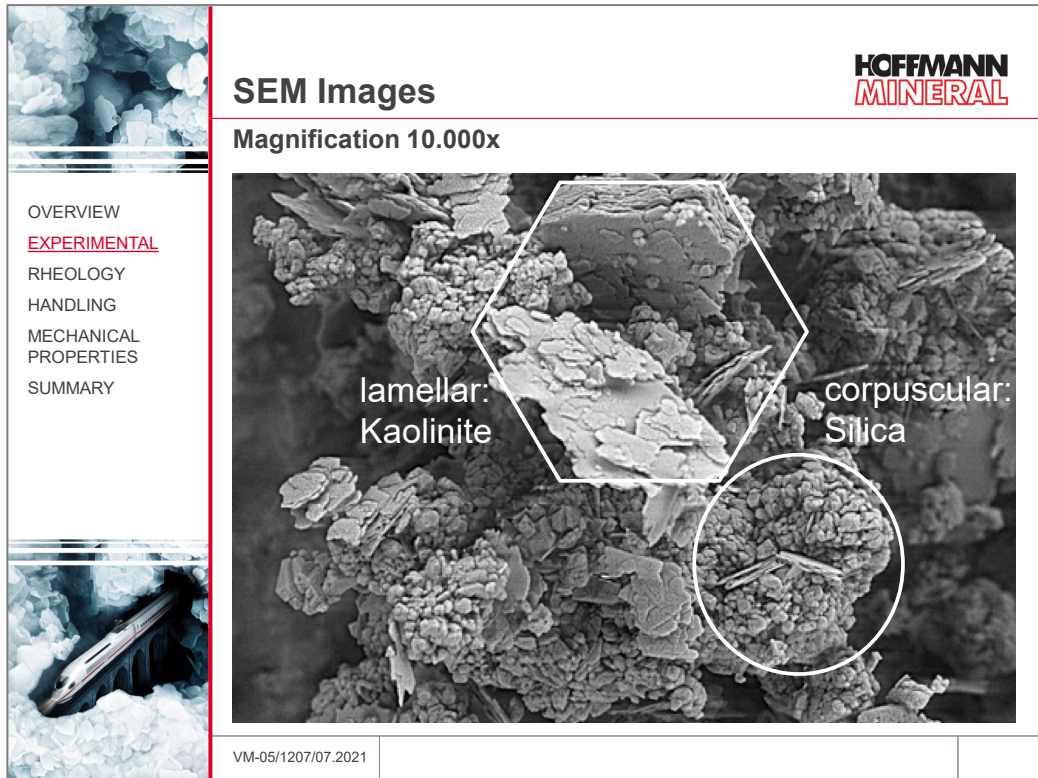 HOFFMANN
MINERAL
SEM Images
Magnification 10.000x
OVERVIEW
EXPERIMENTAL
RHEOLOGY
HANDLING
MECHANICAL
PROPERTIES
SUMMARY
lamellar:
Kaolinite
corpuscular:
Silica
VM-05/1207/07.2021